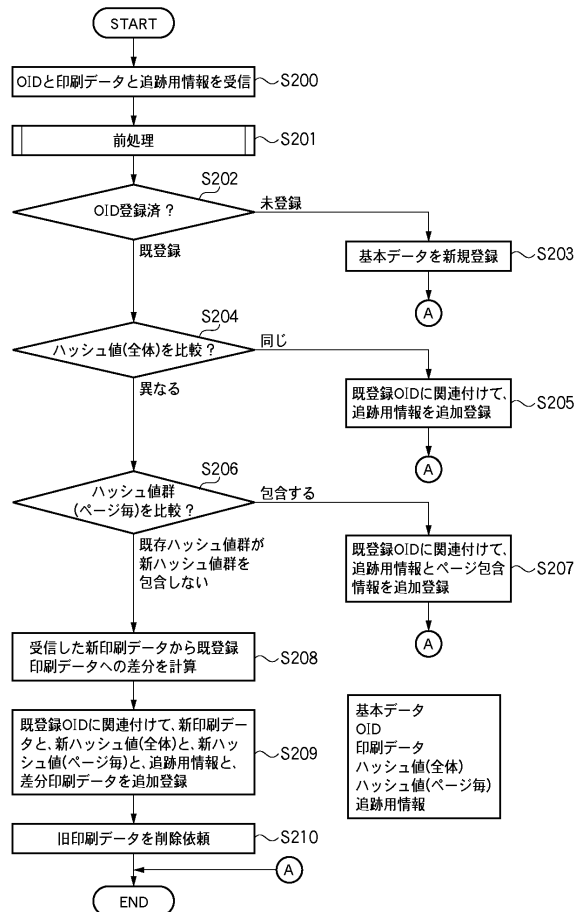 START
OIDと印刷データと追跡用情報を受信
S200
前処理
S201
S202
OID登録済?
未登録
既登録
基本データを新規登録
S203
A
S204
ハッシュ値(全体)を比較?
同じ
異なる
既登録OIDに関連付けて、
追跡用情報を追加登録
S205
A
S206
ハッシュ値群
(ページ毎)を比較?
包含する
既存ハッシュ値群が
新ハッシュ値群を
包含しない
既登録OIDに関連付けて、
追跡用情報とページ包含
情報を追加登録
S207
A
受信した新印刷データから既登録
印刷データへの差分を計算
S208
既登録OIDに関連付けて、新印刷デー
タと、新ハッシュ値(全体)と、新ハッ
シュ値(ページ毎)と、追跡用情報と、
差分印刷データを追加登録
S209
基本データ
OID
印刷データ
ハッシュ値(全体)
ハッシュ値(ページ毎)
追跡用情報
旧印刷データを削除依頼
S210
A
END